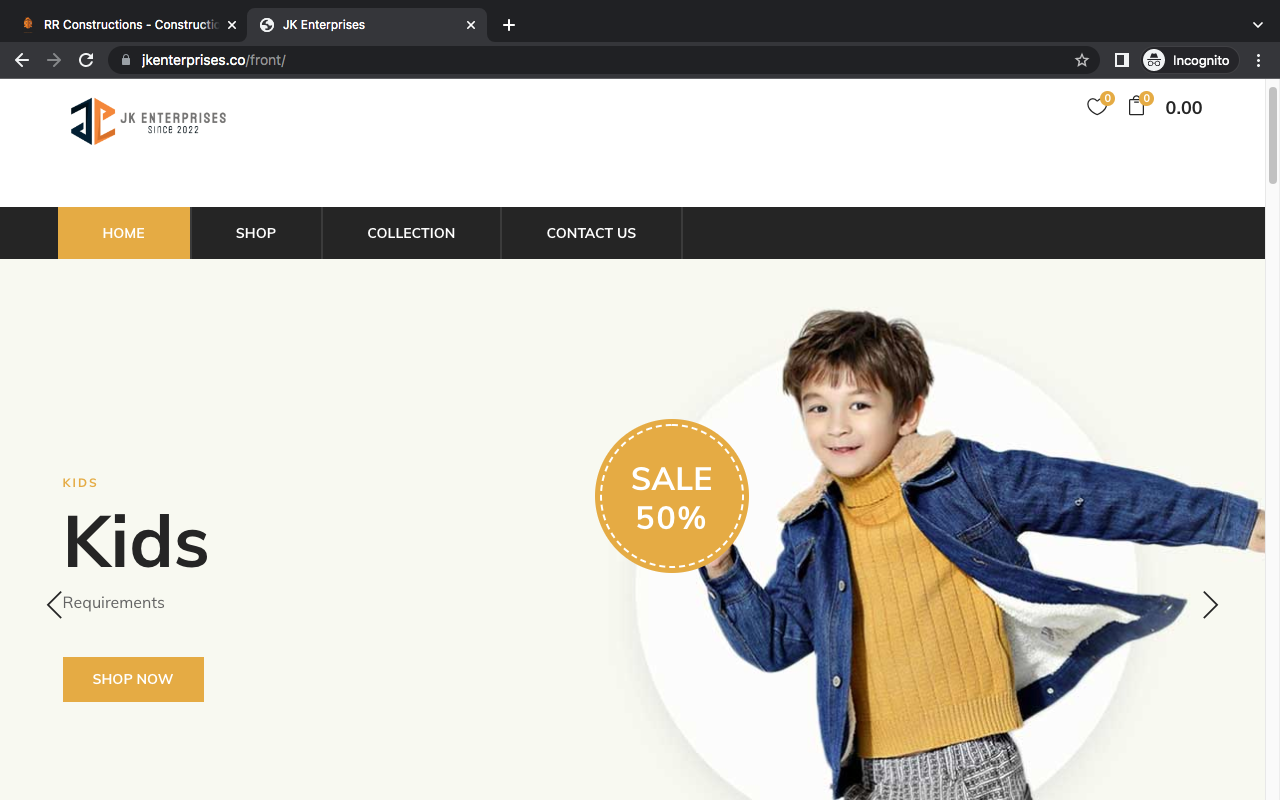 RR Constructions - Constructic
JK Enterprises
jkenterprises.co/front/
Incognito
JK ENTERPRISES
SINCE 2022
0
0
0.00
HOME
SHOP
COLLECTION
CONTACT US
KIDS
Kids
Requirements
SHOP NOW
SALE
50%